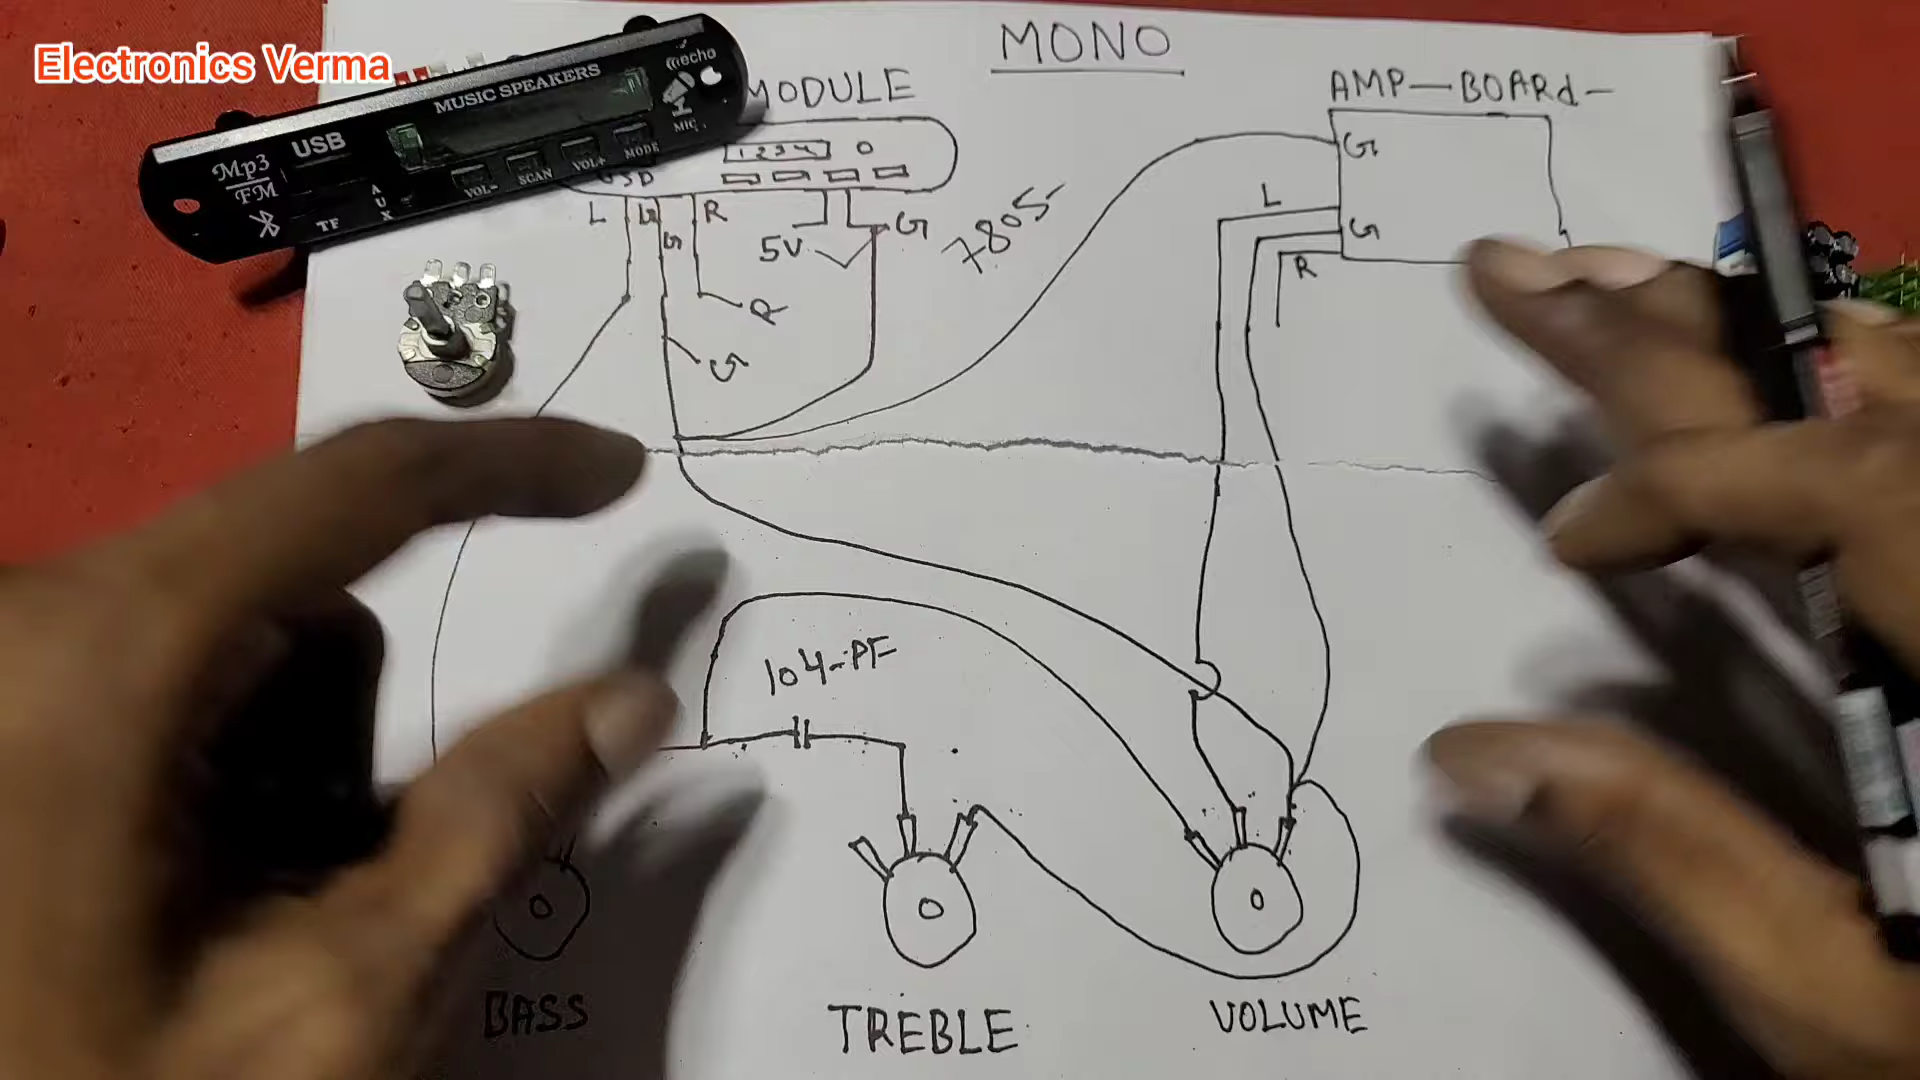 Electronics Verma
MONO
MODULE
AMP-BOARd-
echo
MUSIC SPEAKERS
MIC
USB
Mp3
FM
TF
AUX
VOL-
SCAN
VOL+
MODE
1234
L
G
R
G
5V
G
7805
G
L
G
R
R
G
104-PF
BASS
TREBLE
VOLUME